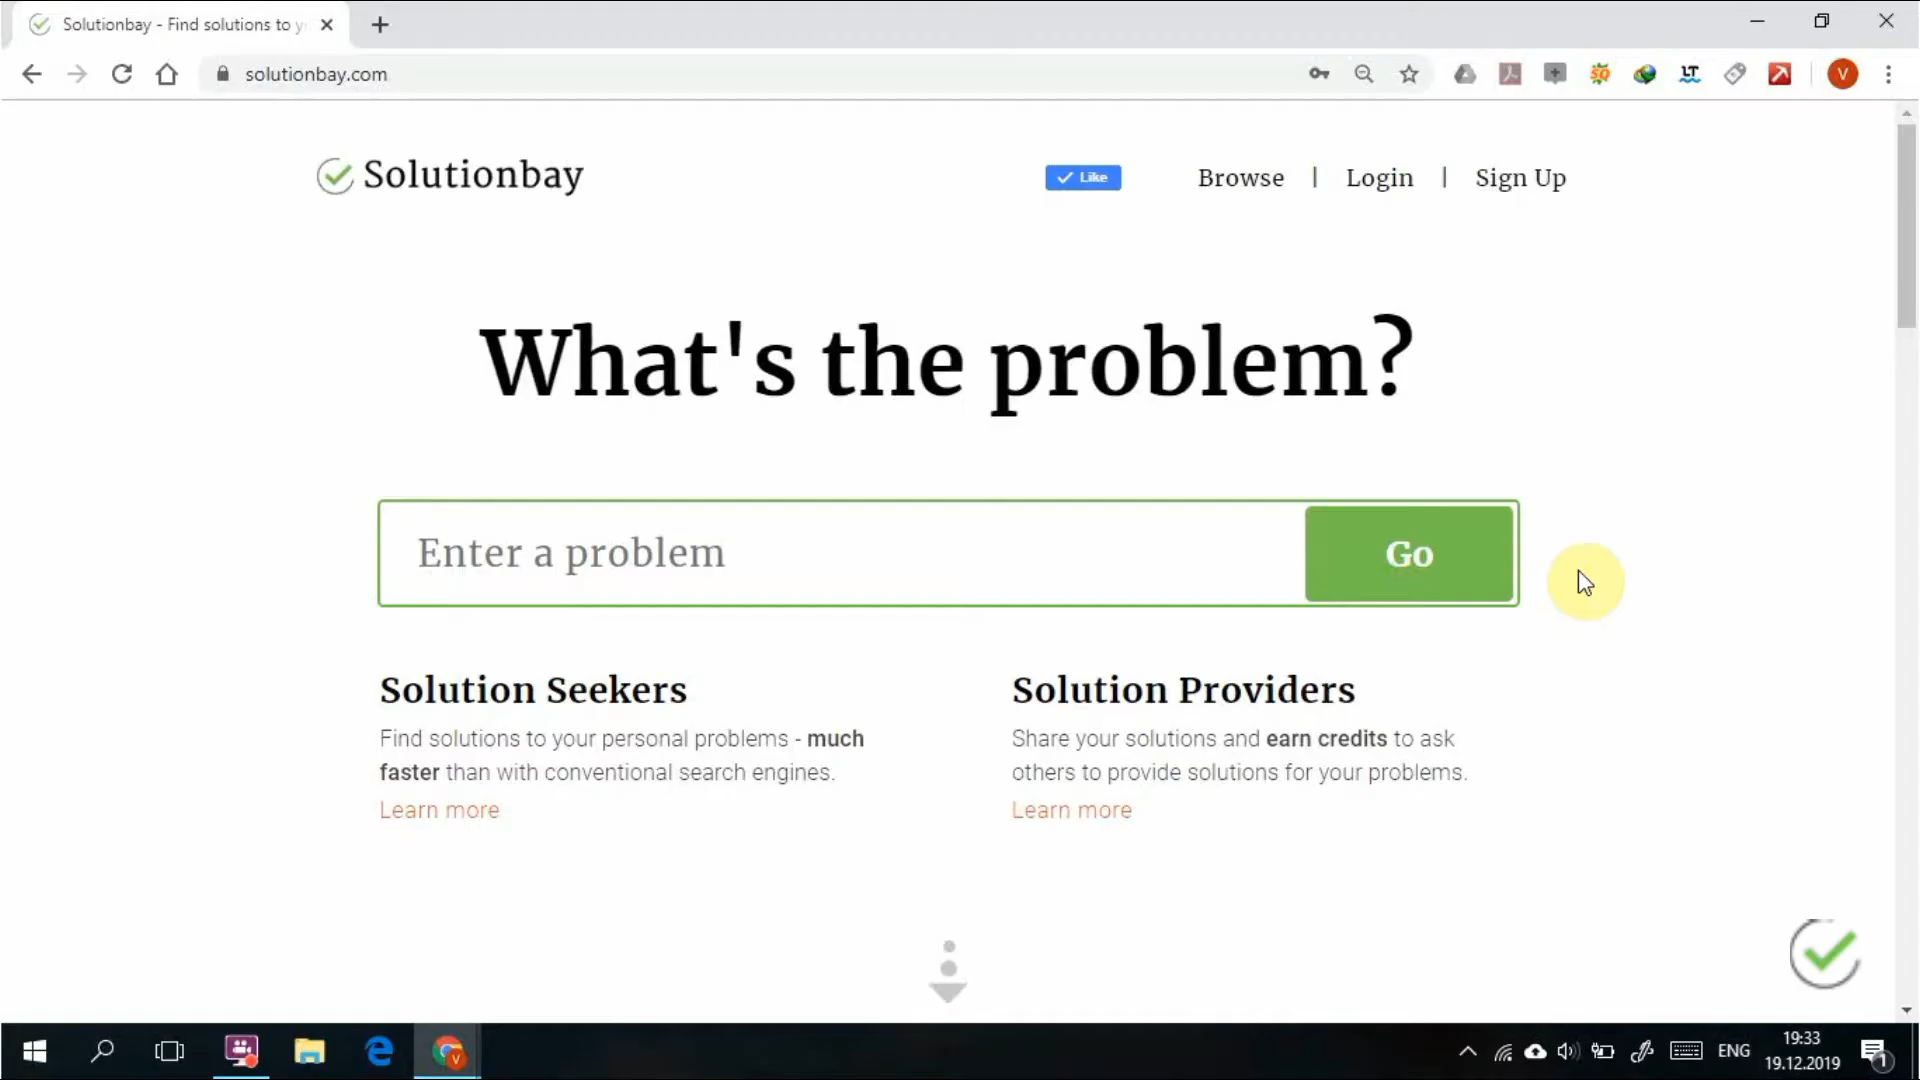 Solutionbay - Find solutions to y
solutionbay.com
SQ
LT
V
Solutionbay
Like
Browse | Login | Sign Up
What's the problem?
Enter a problem
Go
Solution Seekers
Find solutions to your personal problems - much
faster than with conventional search engines.
Learn more
Solution Providers
Share your solutions and earn credits to ask
others to provide solutions for your problems.
Learn more
V
ENG
19:33
19.12.2019
1